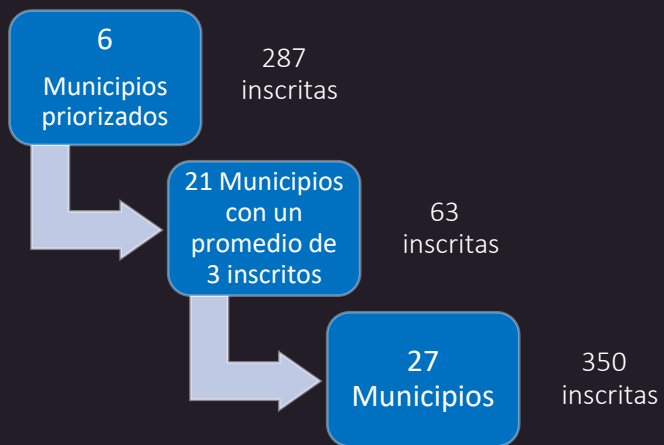 6
Municipios
priorizados
287
inscritas
21 Municipios
con un
promedio de
3 inscritos
63
inscritas
27
Municipios
350
inscritas